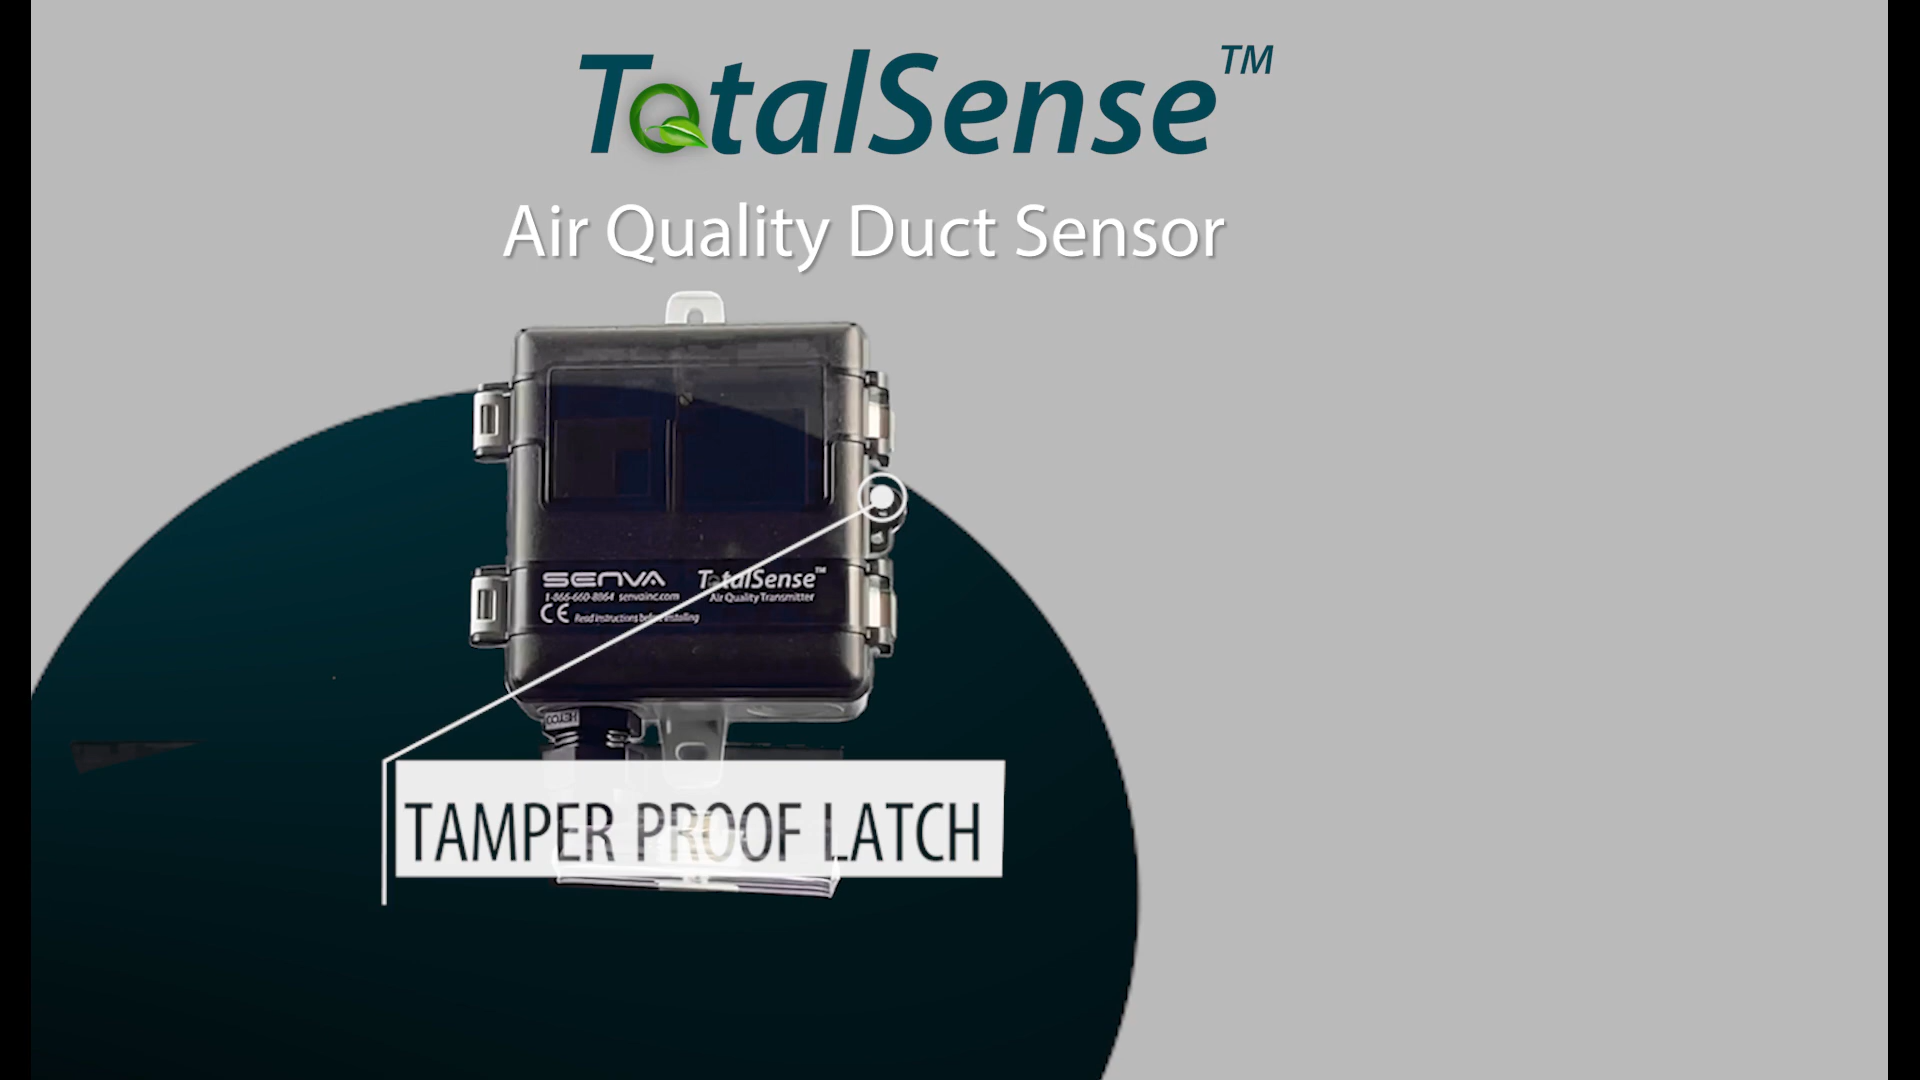 TotalSense™
Air Quality Duct Sensor
SENVA
1-866-660-8864 senvainc.com
CE Read instructions before installing
TotalSense™
Air Quality Transmitter
HEYCO
TAMPER PROOF LATCH